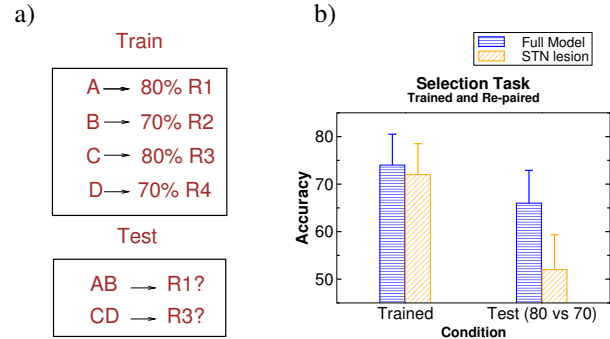 a)
Train
A → 80% R1
B → 70% R2
C → 80% R3
D → 70% R4
Test
AB → R1?
CD → R3?
b)
Full Model
STN lesion
Selection Task
Trained and Re-paired
Accuracy
80
70
60
50
Trained
Test (80 vs 70)
Condition